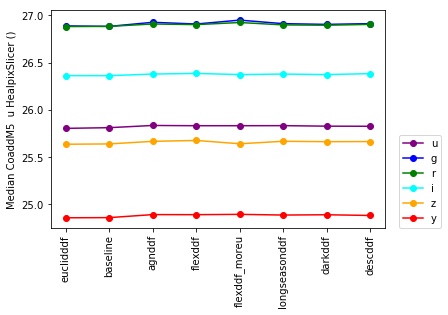 Median CoaddM5 u HealpixSlicer ()
27.0
26.5
26.0
25.5
25.0
euclidddf
baseline
agnddf
flexddf
flexddf_moreu
longseasonddf
darkddf
descddf
u
g
r
i
z
y